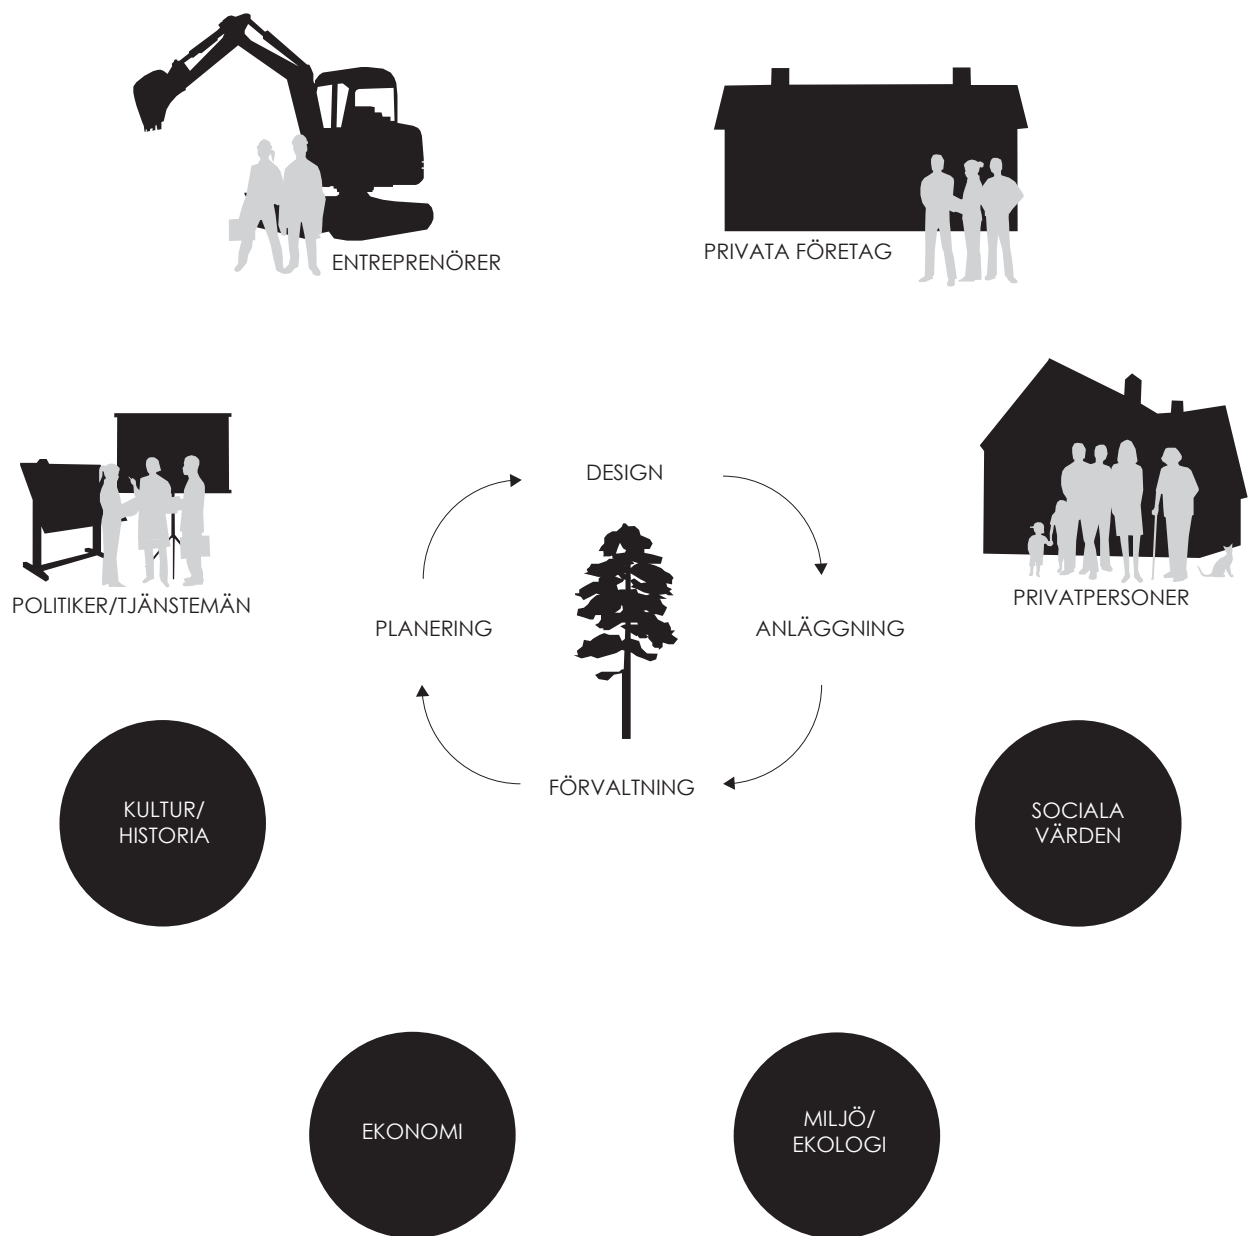 ENTREPRENÖRER
PRIVATA FÖRETAG
POLITIKER/TJÄNSTEMÄN
PRIVATPERSONER
DESIGN
PLANERING
ANLÄGGNING
FÖRVALTNING
KULTUR/
HISTORIA
SOCIALA
VÄRDEN
EKONOMI
MILJÖ/
EKOLOGI